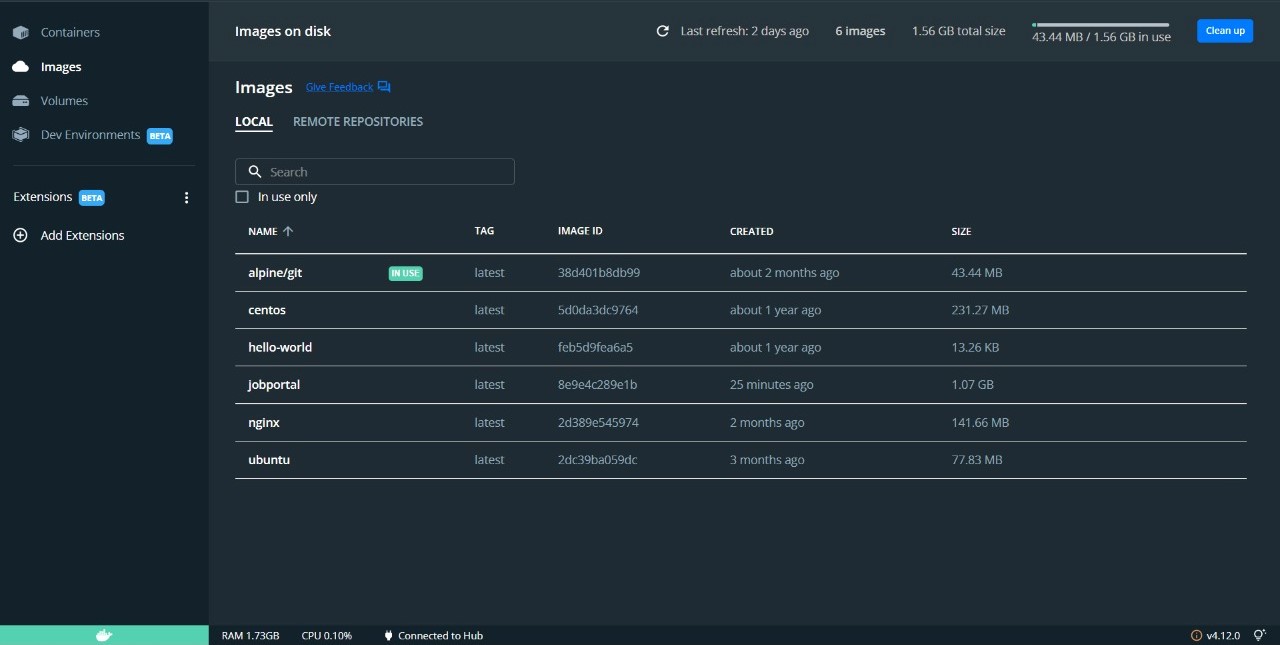 Containers
Images
Volumes
Dev Environments BETA
Extensions BETA
Add Extensions
Images on disk
Last refresh: 2 days ago
6 images
1.56 GB total size
43.44 MB / 1.56 GB in use
Clean up
Images Give Feedback
LOCAL REMOTE REPOSITORIES
Search
In use only
NAME TAG IMAGE ID CREATED SIZE
alpine/git IN USE latest 38d401b8db99 about 2 months ago 43.44 MB
centos latest 5d0da3dc9764 about 1 year ago 231.27 MB
hello-world latest feb5d9fea6a5 about 1 year ago 13.26 KB
jobportal latest 8e9e4c289e1b 25 minutes ago 1.07 GB
nginx latest 2d389e545974 2 months ago 141.66 MB
ubuntu latest 2dc39ba059dc 3 months ago 77.83 MB
RAM 1.73GB CPU 0.10% Connected to Hub v4.12.0